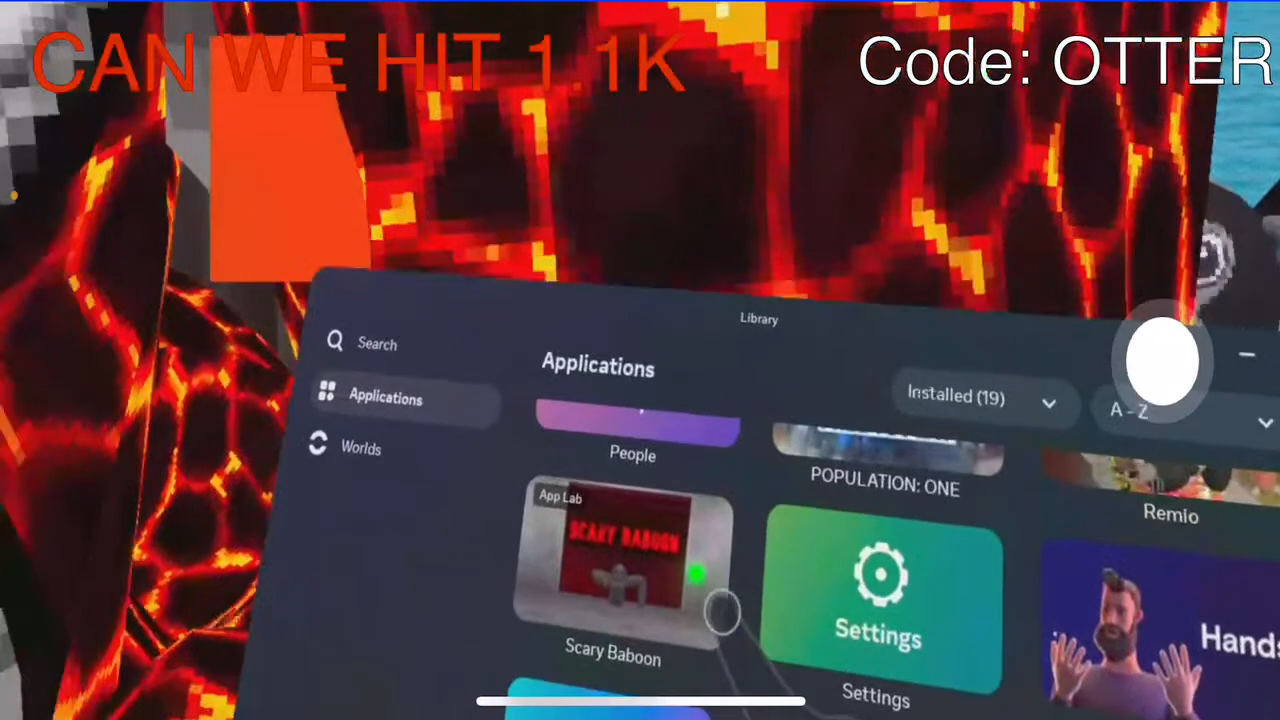 CAN WE HIT 1.1K
Code: OTTER
Library
Search
Applications
Installed (19)
A - Z
Applications
Worlds
People
POPULATION: ONE
Remio
App Lab
SCARY BABOON
Settings
Hands
Scary Baboon
Settings